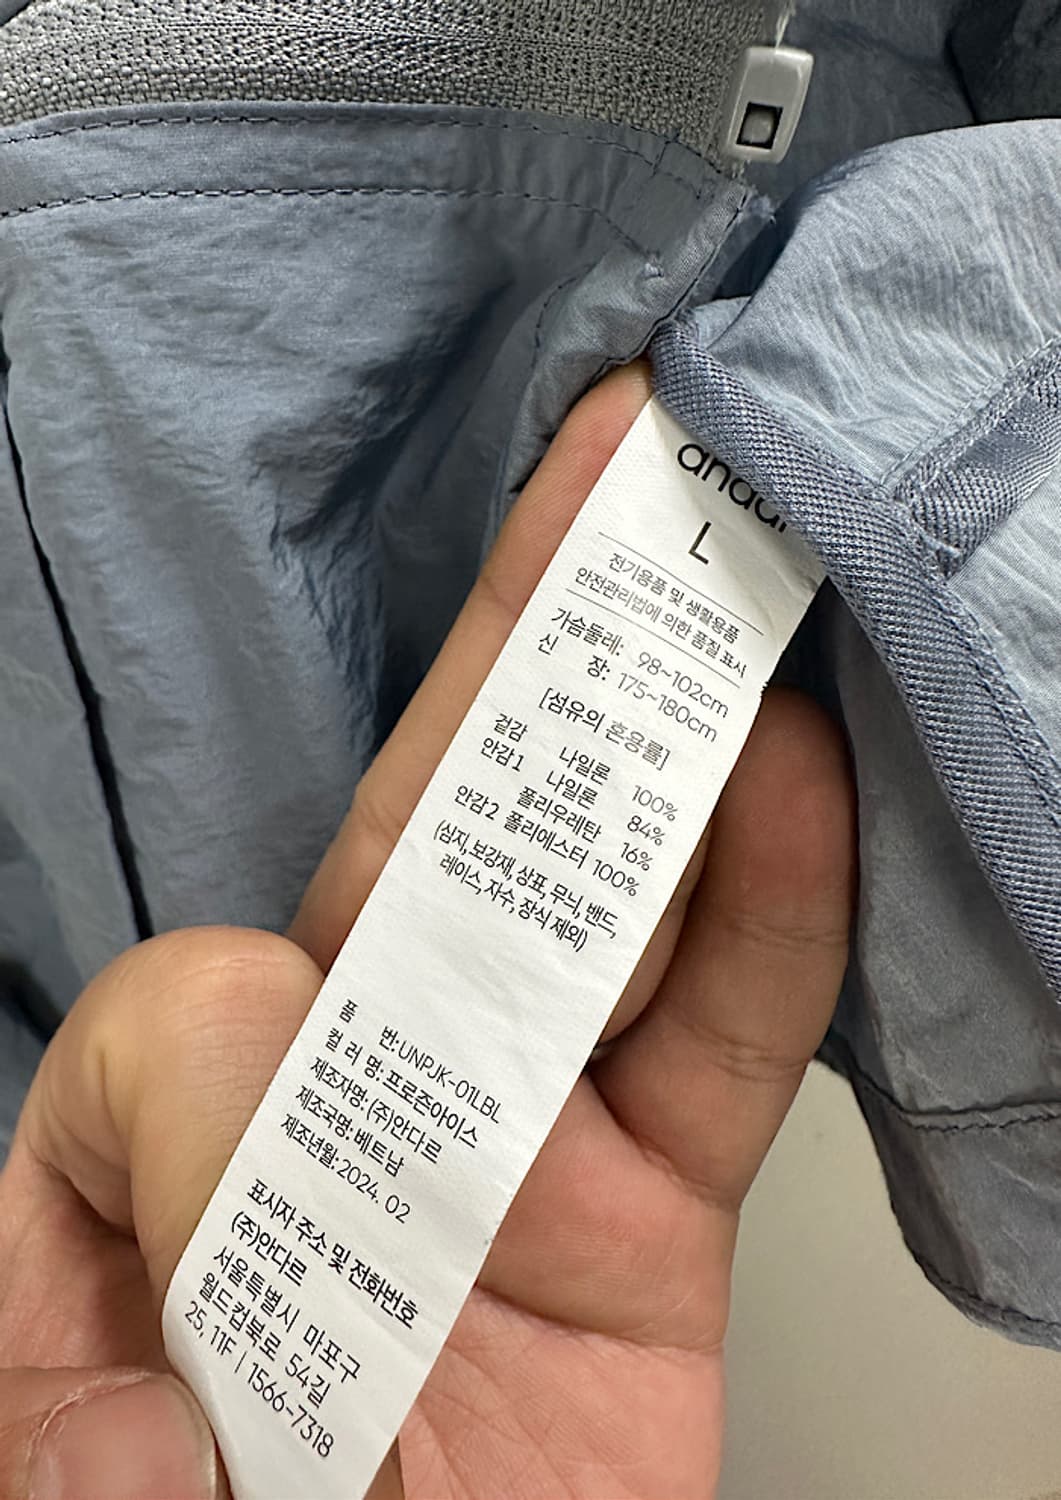 andar
L
전기용품 및 생활용품
안전관리법에 의한 품질 표시
가슴둘레: 98~102cm
신 장: 175~180cm
[섬유의 혼용률]
겉감 나일론 100%
안감1 나일론 84%
폴리우레탄 16%
안감2 폴리에스터 100%
(심지, 보강재, 상표, 무늬, 밴드,
레이스, 자수, 장식 제외)
품 번: UNPJK-01LBL
컬 러 명: 프로즌아이스
제조자명: (주)안다르
제조국명: 베트남
제조년월: 2024. 02
표시자 주소 및 전화번호
(주)안다르
서울특별시 마포구
월드컵북로 54길
25, 11F | 1566-7318